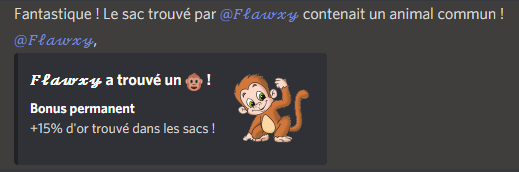 Fantastique ! Le sac trouvé par @𝓕𝓵𝓪𝔀𝔁𝔂 contenait un animal commun !
@𝓕𝓵𝓪𝔀𝔁𝔂,
𝓕𝓵𝓪𝔀𝔁𝔂 a trouvé un 🐵 !
Bonus permanent
+15% d'or trouvé dans les sacs !